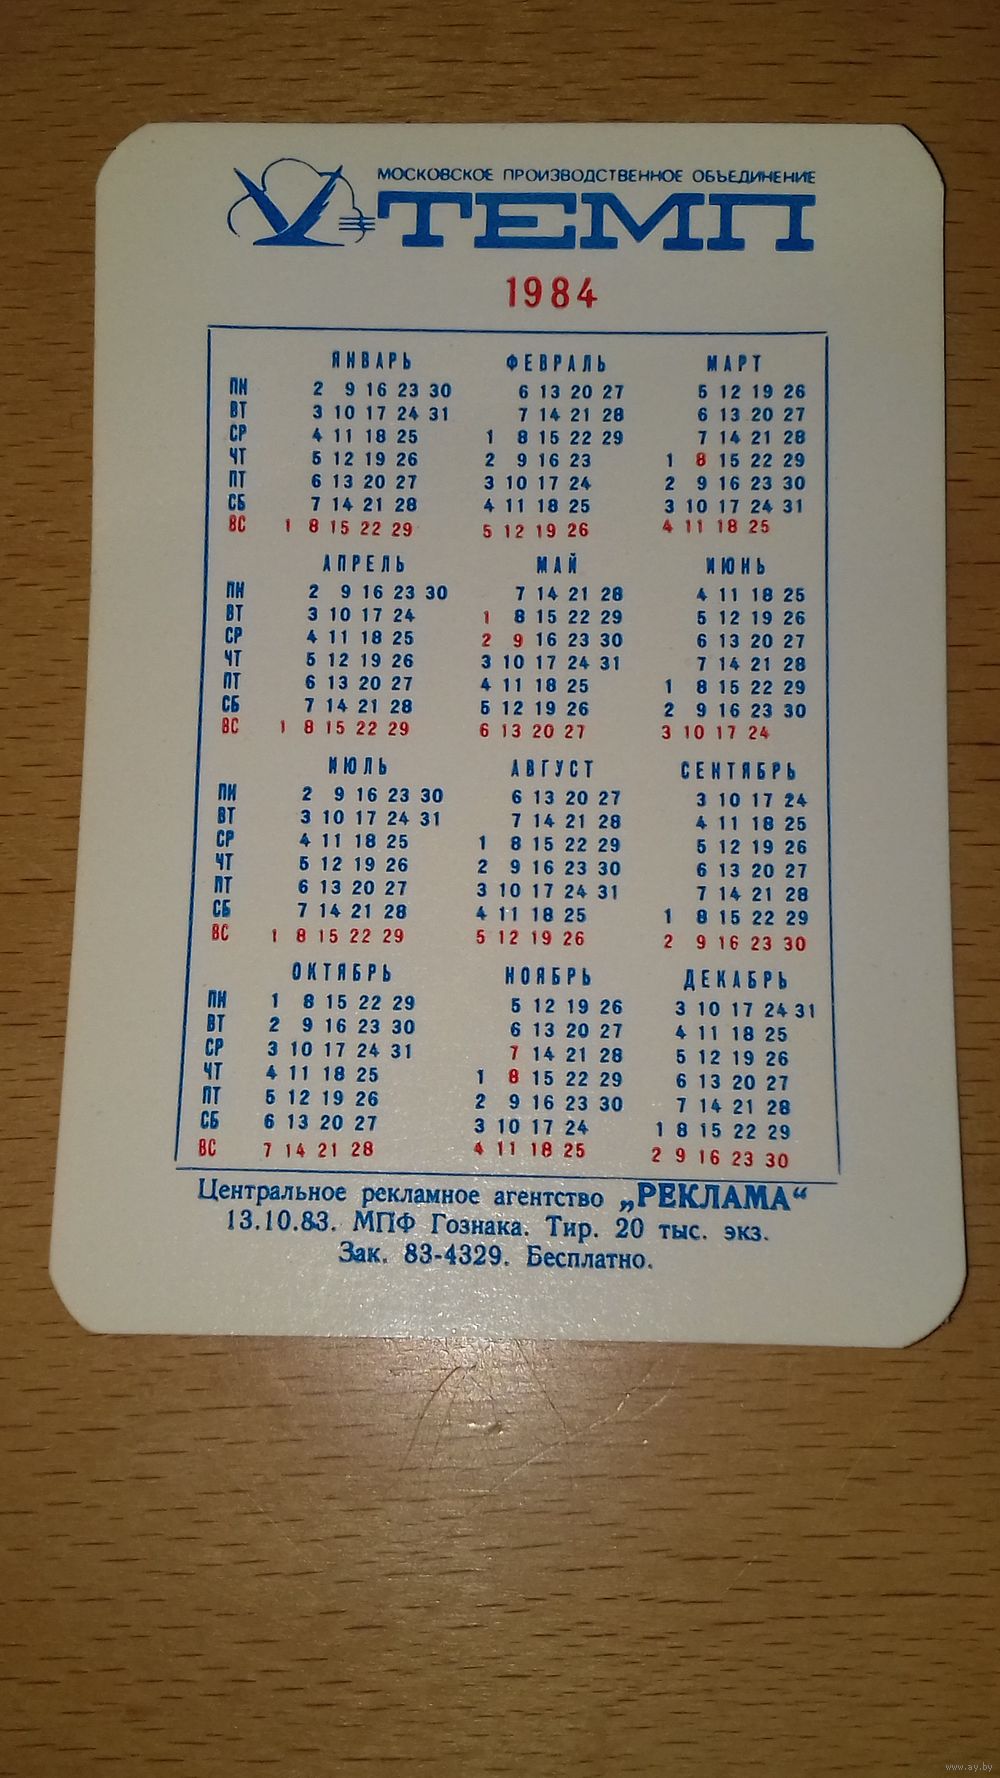 МОСКОВСКОЕ ПРОИЗВОДСТВЕННОЕ ОБЪЕДИНЕНИЕ
ТЕМП
1984
ЯНВАРЬ ФЕВРАЛЬ МАРТ
ПН 2 9 16 23 30 6 13 20 27 5 12 19 26
ВТ 3 10 17 24 31 7 14 21 28 6 13 20 27
СР 4 11 18 25 1 8 15 22 29 7 14 21 28
ЧТ 5 12 19 26 2 9 16 23 1 8 15 22 29
ПТ 6 13 20 27 3 10 17 24 2 9 16 23 30
СБ 7 14 21 28 4 11 18 25 3 10 17 24 31
ВС 1 8 15 22 29 5 12 19 26 4 11 18 25
АПРЕЛЬ МАЙ ИЮНЬ
ПН 2 9 16 23 30 7 14 21 28 4 11 18 25
ВТ 3 10 17 24 1 8 15 22 29 5 12 19 26
СР 4 11 18 25 2 9 16 23 30 6 13 20 27
ЧТ 5 12 19 26 3 10 17 24 31 7 14 21 28
ПТ 6 13 20 27 4 11 18 25 1 8 15 22 29
СБ 7 14 21 28 5 12 19 26 2 9 16 23 30
ВС 1 8 15 22 29 6 13 20 27 3 10 17 24
ИЮЛЬ АВГУСТ СЕНТЯБРЬ
ПН 2 9 16 23 30 6 13 20 27 3 10 17 24
ВТ 3 10 17 24 31 7 14 21 28 4 11 18 25
СР 4 11 18 25 1 8 15 22 29 5 12 19 26
ЧТ 5 12 19 26 2 9 16 23 30 6 13 20 27
ПТ 6 13 20 27 3 10 17 24 31 7 14 21 28
СБ 7 14 21 28 4 11 18 25 1 8 15 22 29
ВС 1 8 15 22 29 5 12 19 26 2 9 16 23 30
ОКТЯБРЬ НОЯБРЬ ДЕКАБРЬ
ПН 1 8 15 22 29 5 12 19 26 3 10 17 24 31
ВТ 2 9 16 23 30 6 13 20 27 4 11 18 25
СР 3 10 17 24 31 7 14 21 28 5 12 19 26
ЧТ 4 11 18 25 1 8 15 22 29 6 13 20 27
ПТ 5 12 19 26 2 9 16 23 30 7 14 21 28
СБ 6 13 20 27 3 10 17 24 1 8 15 22 29
ВС 7 14 21 28 4 11 18 25 2 9 16 23 30
Центральное рекламное агентство „РЕКЛАМА“
13.10.83. МПФ Гознака. Тир. 20 тыс. экз.
Зак. 83-4329. Бесплатно.
www.ay.by